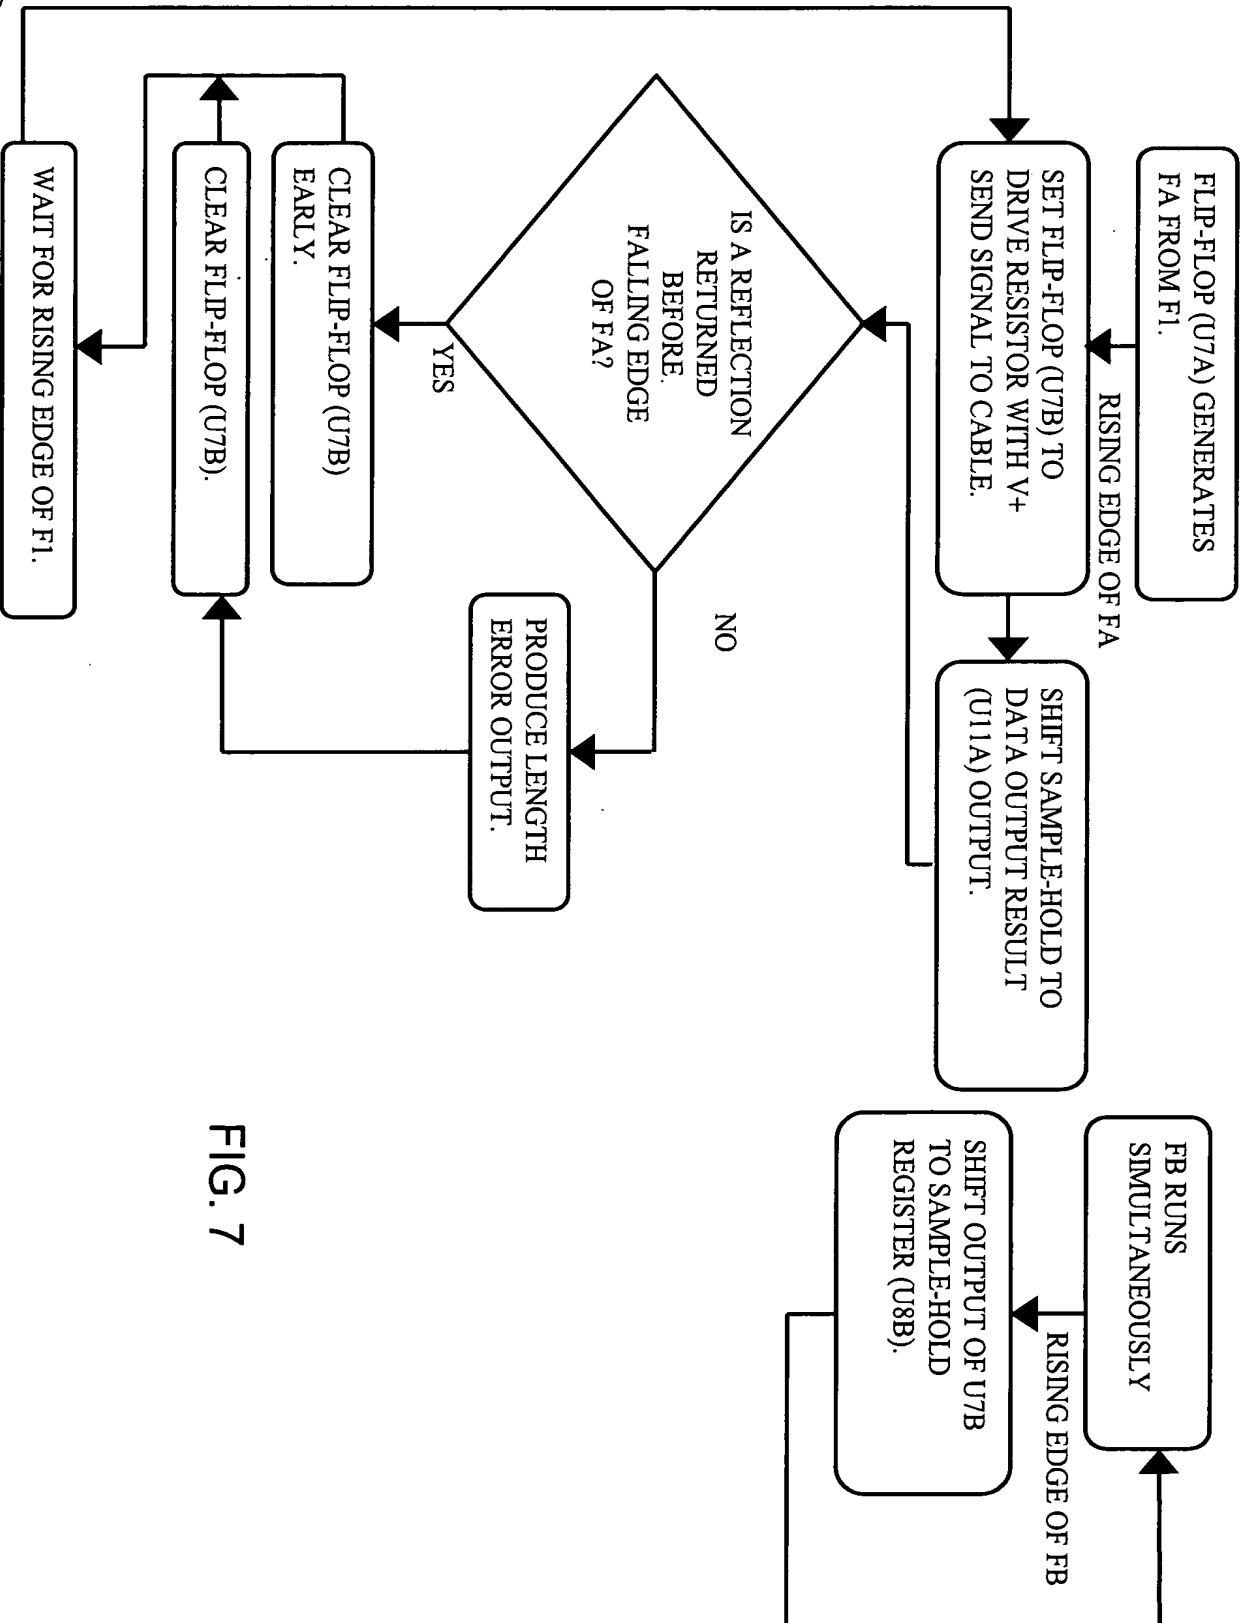 FLIP-FLOP (U7A) GENERATES
FA FROM F1.
RISING EDGE OF FA
SET FLIP-FLOP (U7B) TO
DRIVE RESISTOR WITH V+
SEND SIGNAL TO CABLE.
SHIFT SAMPLE-HOLD TO
DATA OUTPUT RESULT
(U11A) OUTPUT.
IS A REFLECTION
RETURNED
BEFORE
FALLING EDGE
OF FA?
NO
YES
PRODUCE LENGTH
ERROR OUTPUT.
CLEAR FLIP-FLOP (U7B)
EARLY.
CLEAR FLIP-FLOP (U7B).
WAIT FOR RISING EDGE OF F1.
FB RUNS
SIMULTANEOUSLY
RISING EDGE OF FB
SHIFT OUTPUT OF U7B
TO SAMPLE-HOLD
REGISTER (U8B).
FIG. 7